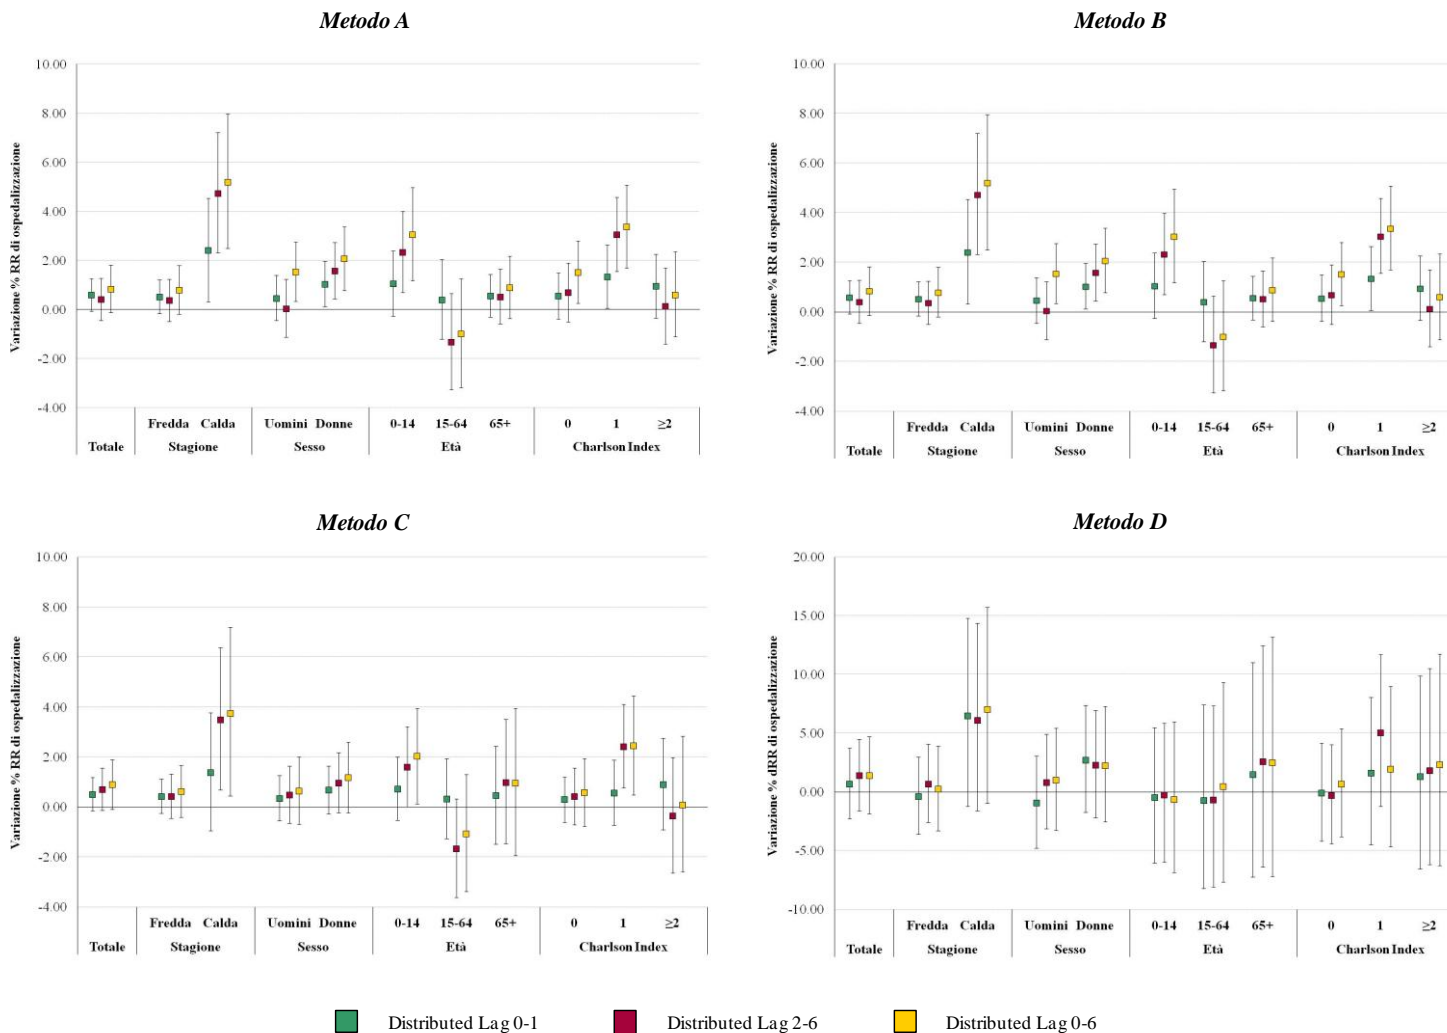 Metodo A
Variazione % RR di ospedalizzazione
10.00
8.00
6.00
4.00
2.00
0.00
-2.00
-4.00
Fredda Calda Uomini Donne 0-14 15-64 65+ 0 1 ≥2
Totale Stagione Sesso Età Charlson Index
Metodo B
Variazione % RR di ospedalizzazione
10.00
8.00
6.00
4.00
2.00
0.00
-2.00
-4.00
Fredda Calda Uomini Donne 0-14 15-64 65+ 0 1 ≥2
Totale Stagione Sesso Età Charlson Index
Metodo C
Variazione % RR di ospedalizzazione
10.00
8.00
6.00
4.00
2.00
0.00
-2.00
-4.00
Fredda Calda Uomini Donne 0-14 15-64 65+ 0 1 ≥2
Totale Stagione Sesso Età Charlson Index
Metodo D
Variazione % dRR di ospedalizzazione
20.00
15.00
10.00
5.00
0.00
-5.00
-10.00
Fredda Calda Uomini Donne 0-14 15-64 65+ 0 1 ≥2
Totale Stagione Sesso Età Charlson Index
Distributed Lag 0-1 Distributed Lag 2-6 Distributed Lag 0-6